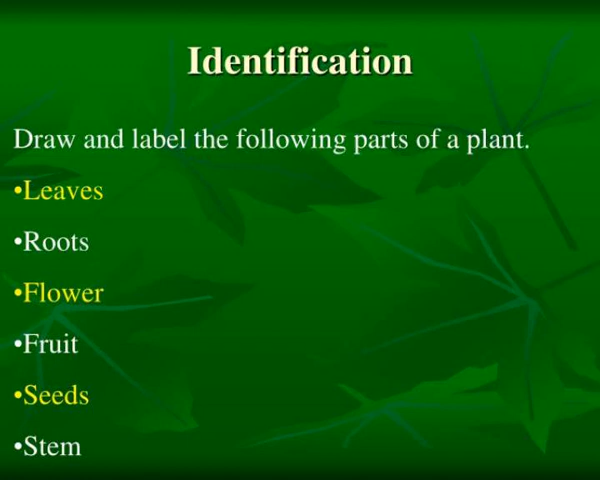 Identification
Draw and label the following parts of a plant.
•Leaves
•Roots
•Flower
•Fruit
•Seeds
•Stem